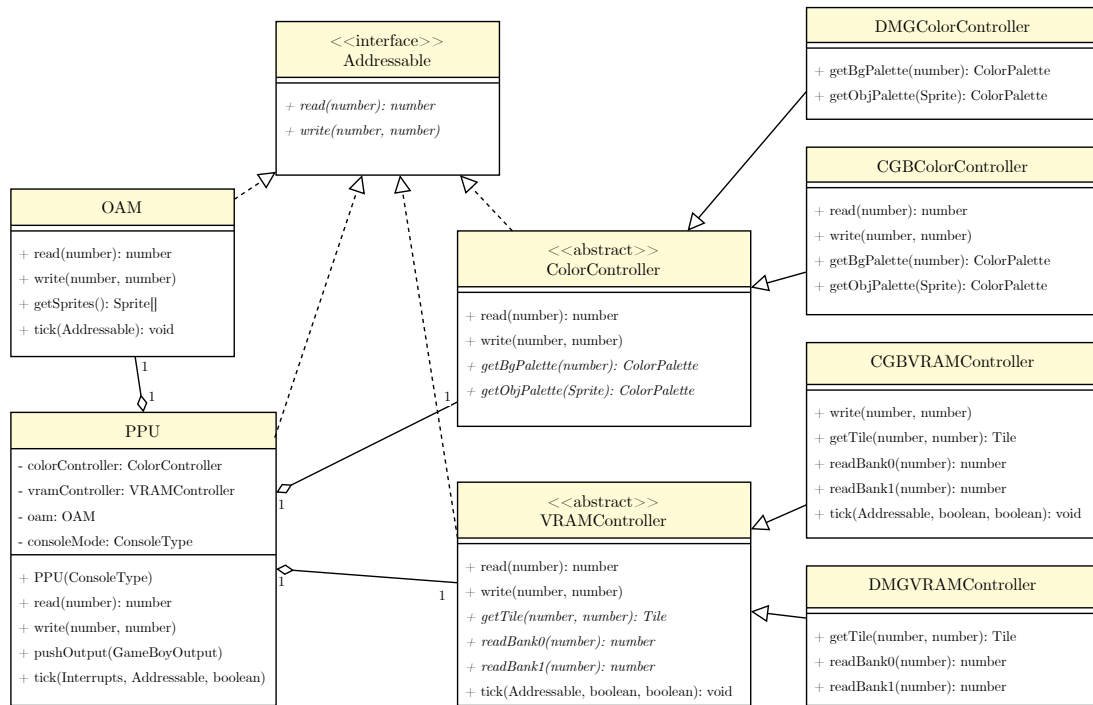 <<interface>>
Addressable
+ read(number): number
+ write(number, number)
OAM
+ read(number): number
+ write(number, number)
+ getSprites(): Sprite[]
+ tick(Addressable): void
1
1
PPU
- colorController: ColorController
- vramController: VRAMController
- oam: OAM
- consoleMode: ConsoleType
+ PPU(ConsoleType)
+ read(number): number
+ write(number, number)
+ pushOutput(GameBoyOutput)
+ tick(Interrupts, Addressable, boolean)
1
1
1
1
<<abstract>>
ColorController
+ read(number): number
+ write(number, number)
+ getBgPalette(number): ColorPalette
+ getObjPalette(Sprite): ColorPalette
<<abstract>>
VRAMController
+ read(number): number
+ write(number, number)
+ getTile(number, number): Tile
+ readBank0(number): number
+ readBank1(number): number
+ tick(Addressable, boolean, boolean): void
DMGColorController
+ getBgPalette(number): ColorPalette
+ getObjPalette(Sprite): ColorPalette
CGBColorController
+ read(number): number
+ write(number, number)
+ getBgPalette(number): ColorPalette
+ getObjPalette(Sprite): ColorPalette
CGBVRAMController
+ write(number, number)
+ getTile(number, number): Tile
+ readBank0(number): number
+ readBank1(number): number
+ tick(Addressable, boolean, boolean): void
DMGVRAMController
+ getTile(number, number): Tile
+ readBank0(number): number
+ readBank1(number): number